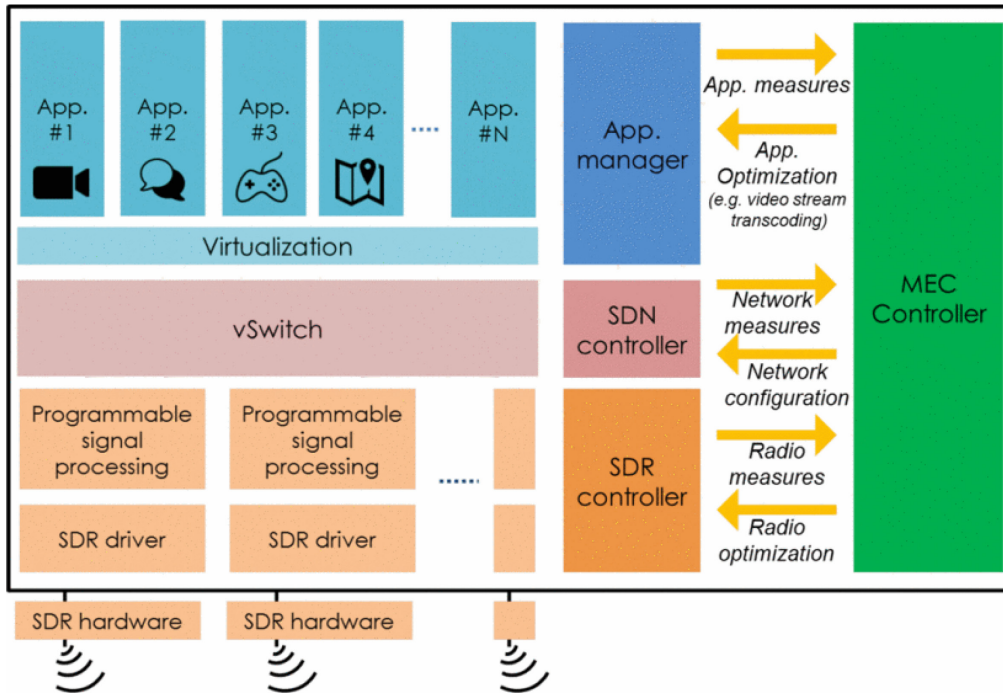 App.
#1
App.
#2
App.
#3
App.
#4
App.
#N
Virtualization
vSwitch
Programmable
signal
processing
Programmable
signal
processing
SDR driver
SDR driver
SDR hardware
SDR hardware
App.
manager
SDN
controller
SDR
controller
App. measures
App.
Optimization
(e.g. video stream
transcoding)
Network
measures
Network
configuration
Radio
measures
Radio
optimization
MEC
Controller